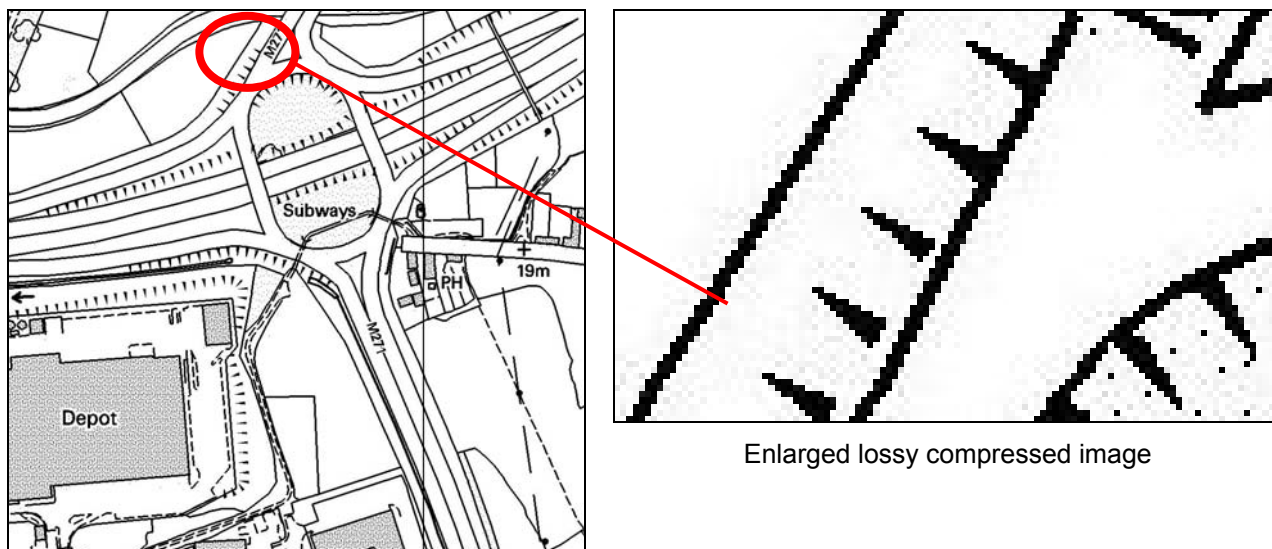 M27
Subways
19m
PH
M271
Depot
Enlarged lossy compressed image